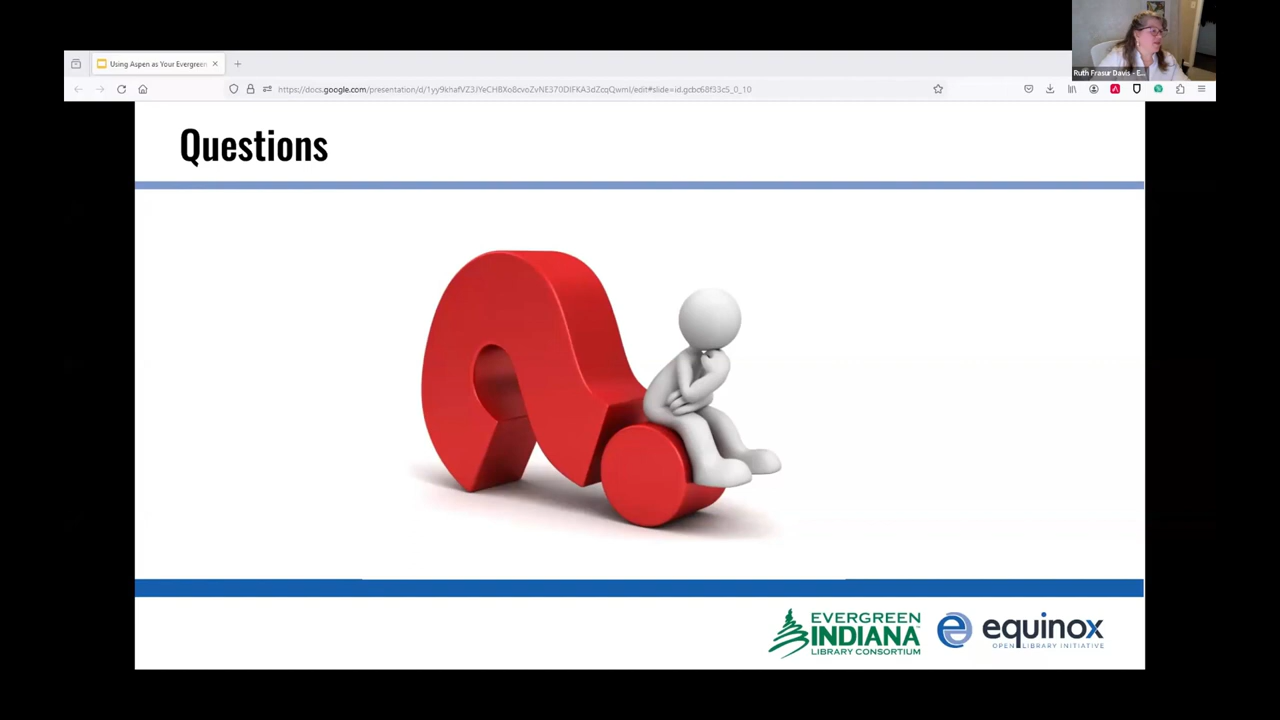 Using Aspen as Your Evergreen
Ruth Frasur Davis - E...
Questions
EVERGREEN
INDIANA
LIBRARY CONSORTIUM
equinox
OPEN LIBRARY INITIATIVE